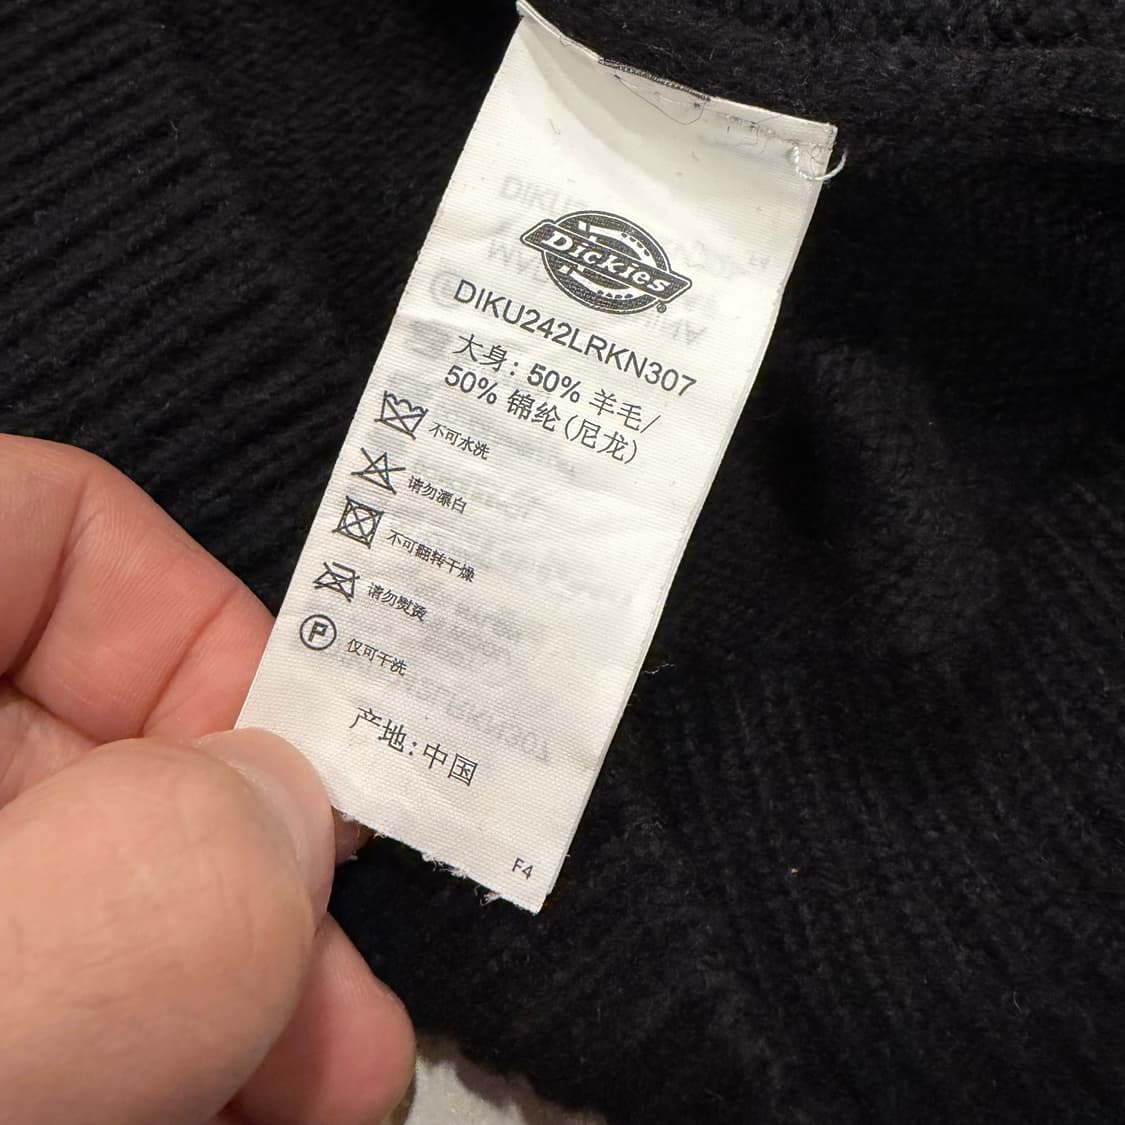 Dickies®
DIKU242LRKN307
大身: 50% 羊毛/
50% 锦纶(尼龙)
不可水洗
请勿漂白
不可翻转干燥
请勿熨烫
P 仅可干洗
产地: 中国
F4